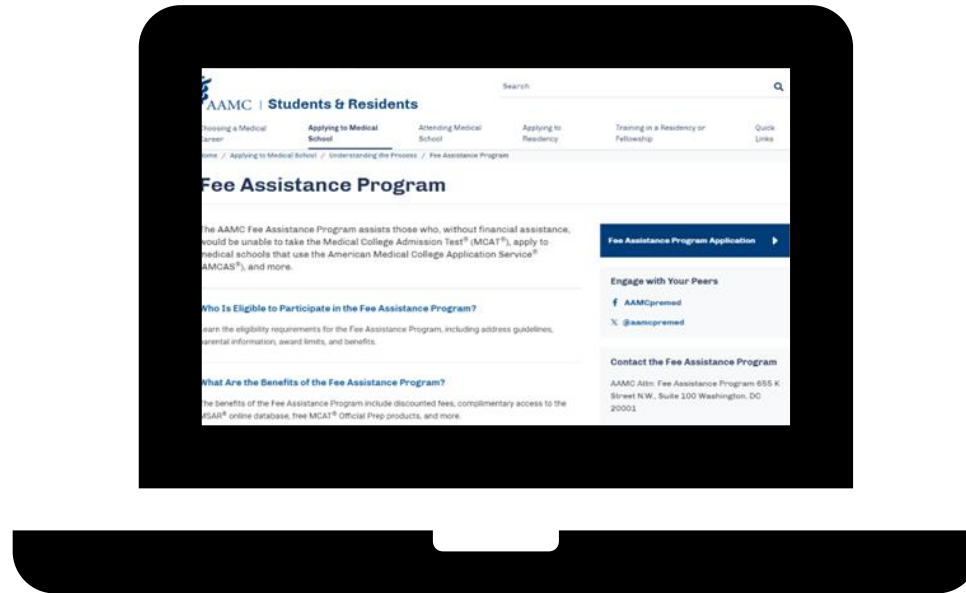 Search
AAMC | Students & Residents
Choosing a Medical Career
Applying to Medical School
Attending Medical School
Applying to Residency
Training in a Residency or Fellowship
Quick Links
Home / Applying to Medical School / Understanding the Process / Fee Assistance Program
Fee Assistance Program
The AAMC Fee Assistance Program assists those who, without financial assistance,
would be unable to take the Medical College Admission Test® (MCAT®), apply to
medical schools that use the American Medical College Application Service®
(AMCAS®), and more.
Who Is Eligible to Participate in the Fee Assistance Program?
Learn the eligibility requirements for the Fee Assistance Program, including address guidelines,
parental information, award limits, and benefits.
What Are the Benefits of the Fee Assistance Program?
The benefits of the Fee Assistance Program include discounted fees, complimentary access to the
MSAR® online database, free MCAT® Official Prep products, and more.
Fee Assistance Program Application
Engage with Your Peers
AAMCpremed
@aamcpremed
Contact the Fee Assistance Program
AAMC Attn: Fee Assistance Program 655 K
Street N.W., Suite 100 Washington, DC
20001